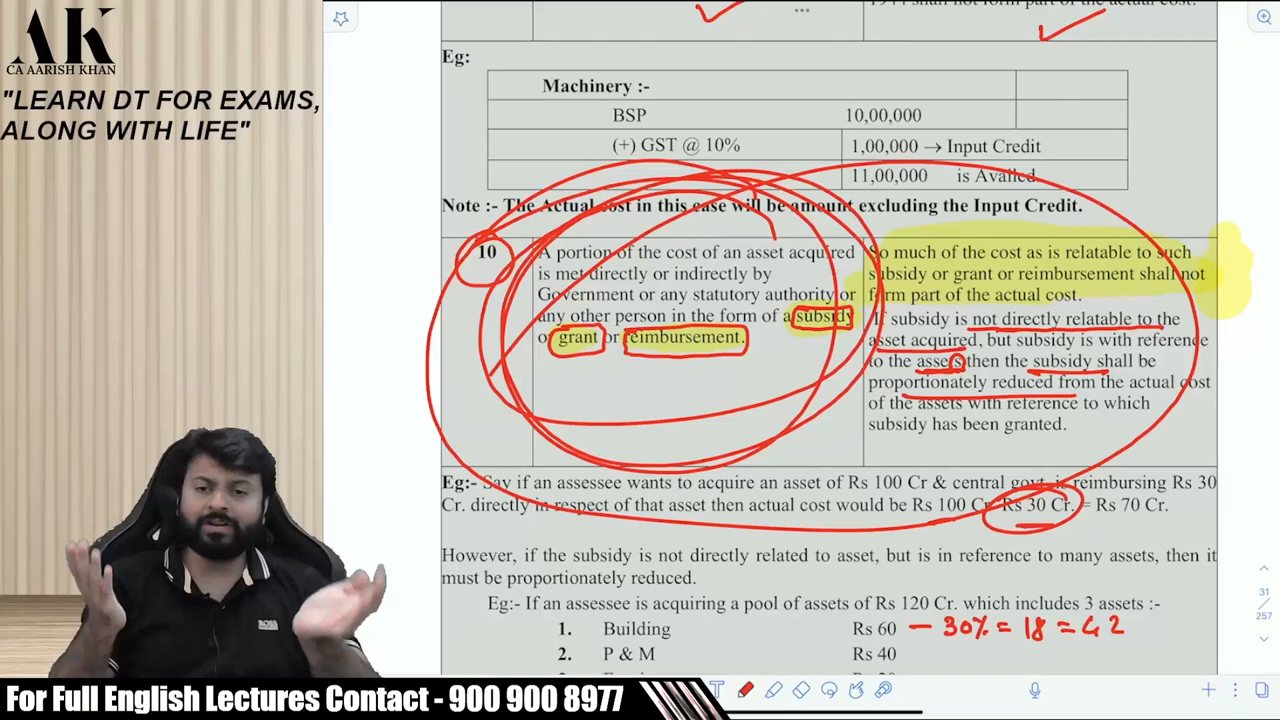 AK
CA AARISH KHAN
"LEARN DT FOR EXAMS,
ALONG WITH LIFE"
shall not form part of the actual cost.
Eg:
Machinery :-
BSP 10,00,000
(+) GST @ 10% 1,00,000 → Input Credit
11,00,000 is Availed.
Note :- The Actual cost in this case will be amount excluding the Input Credit.
10
A portion of the cost of an asset acquired
is met directly or indirectly by
Government or any statutory authority or
any other person in the form of a subsidy
or grant or reimbursement.
So much of the cost as is relatable to such
subsidy or grant or reimbursement shall not
form part of the actual cost.
If subsidy is not directly relatable to the
asset acquired, but subsidy is with reference
to the assets then the subsidy shall be
proportionately reduced from the actual cost
of the assets with reference to which
subsidy has been granted.
Eg:- Say if an assessee wants to acquire an asset of Rs 100 Cr & central govt. is reimbursing Rs 30
Cr. directly in respect of that asset then actual cost would be Rs 100 Cr Rs 30 Cr. = Rs 70 Cr.
However, if the subsidy is not directly related to asset, but is in reference to many assets, then it
must be proportionately reduced.
Eg:- If an assessee is acquiring a pool of assets of Rs 120 Cr. which includes 3 assets :-
1. Building Rs 60 - 30% = 18 = 42
2. P & M Rs 40
31
/
257
BOSS
For Full English Lectures Contact - 900 900 8977